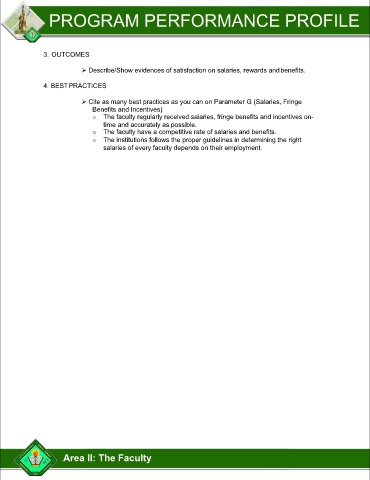 PROGRAM PERFORMANCE PROFILE
3. OUTCOMES
➢ Describe/Show evidences of satisfaction on salaries, rewards and benefits.
4. BEST PRACTICES
➢ Cite as many best practices as you can on Parameter G (Salaries, Fringe
Benefits and Incentives)
o The faculty regularly received salaries, fringe benefits and incentives on-
time and accurately as possible.
o The faculty have a competitive rate of salaries and benefits.
o The institutions follows the proper guidelines in determining the right
salaries of every faculty depends on their employment.
Area II: The Faculty